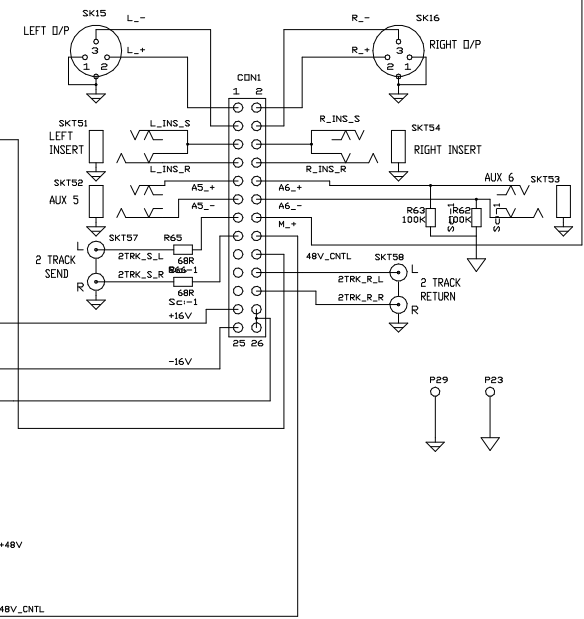 SK15
L_-
R_-
SK16
LEFT O/P
L_+
R_+
RIGHT O/P
3
1 2
3
2 1
CON1
1 2
SKT51
L_INS_S
R_INS_S
SKT54
LEFT
INSERT
RIGHT INSERT
L_INS_R
R_INS_R
SKT52
AUX 5
A5_+
A6_+
AUX 6
SKT53
A5_-
A6_-
R63
100K
R62
100K
M_+
SKT57
R65
L
2TRK_S_L
68R
48V_CNTL
SKT58
2 TRACK
SEND
2TRK_S_R
R
68R
2TRK_R_L
L
2 TRACK
RETURN
2TRK_R_R
R
+16V
25 26
-16V
P29
P23
+48V
48V_CNTL